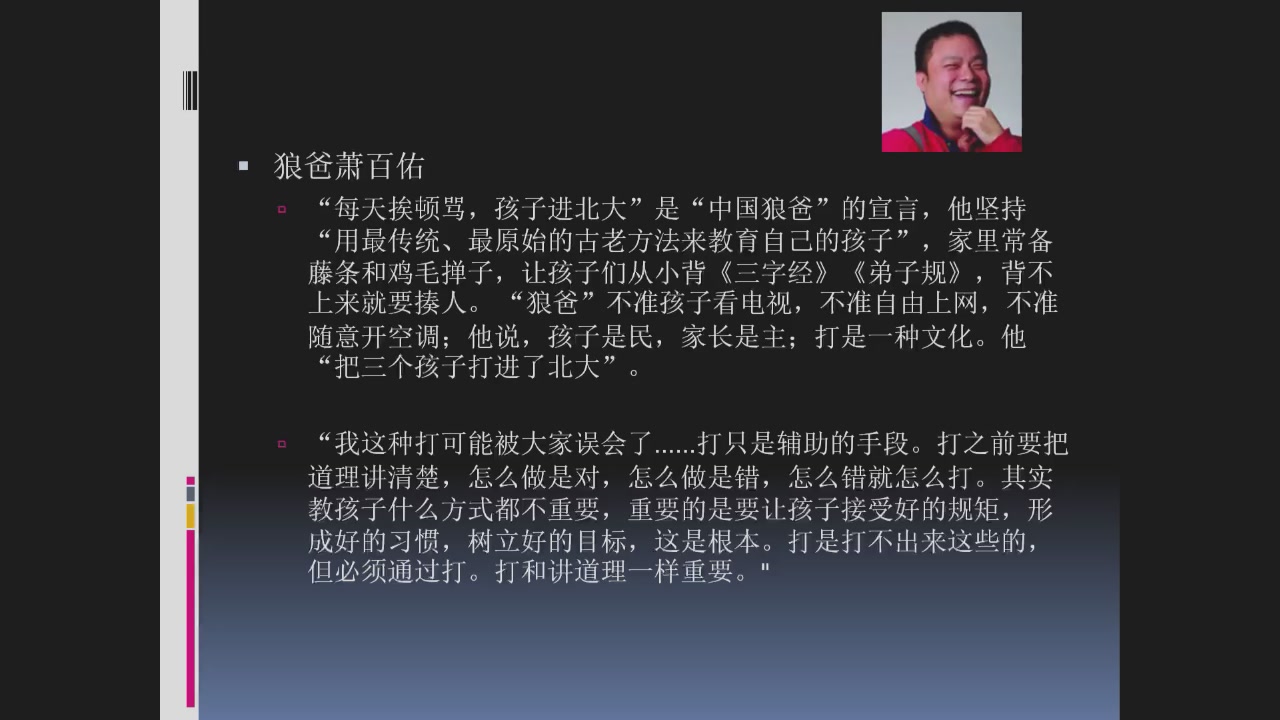 狼爸萧百佑
“每天挨顿骂，孩子进北大”是“中国狼爸”的宣言，他坚持
“用最传统、最原始的古老方法来教育自己的孩子”，家里常备
藤条和鸡毛掸子，让孩子们从小背《三字经》《弟子规》，背不
上来就要揍人。 “狼爸”不准孩子看电视，不准自由上网，不准
随意开空调；他说，孩子是民，家长是主；打是一种文化。他
“把三个孩子打进了北大”。
“我这种打可能被大家误会了......打只是辅助的手段。打之前要把
道理讲清楚，怎么做是对，怎么做是错，怎么错就怎么打。其实
教孩子什么方式都不重要，重要的是要让孩子接受好的规矩，形
成好的习惯，树立好的目标，这是根本。打是打不出来这些的，
但必须通过打。打和讲道理一样重要。"